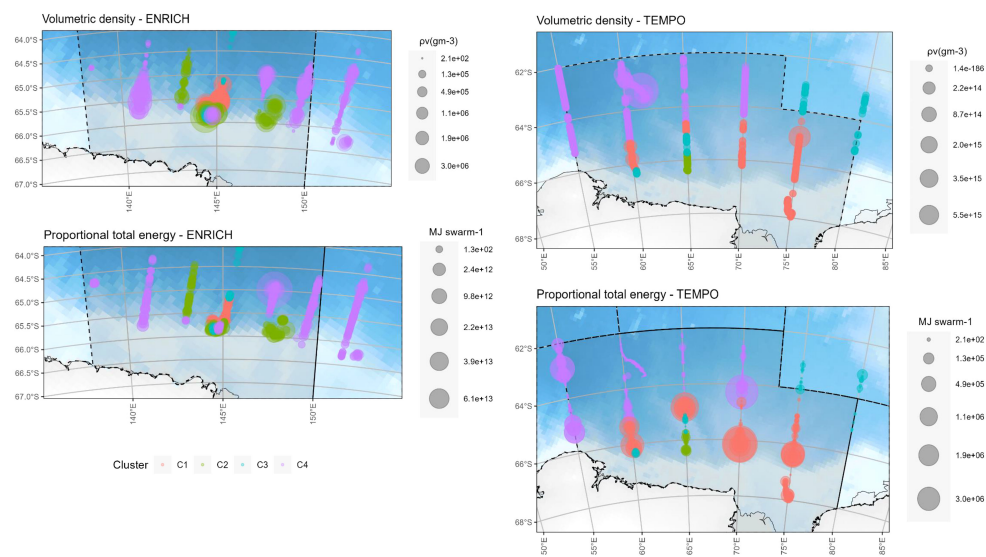 Volumetric density - ENRICH
64.0°S
64.5°S
65.0°S
65.5°S
66.0°S
66.5°S
67.0°S
140°E
145°E
150°E
ρv(gm-3)
2.1e+02
1.3e+05
4.9e+05
1.1e+06
1.9e+06
3.0e+06
Proportional total energy - ENRICH
64.0°S
64.5°S
65.0°S
65.5°S
66.0°S
66.5°S
67.0°S
140°E
145°E
150°E
MJ swarm-1
1.3e+02
2.4e+12
9.8e+12
2.2e+13
3.9e+13
6.1e+13
Cluster C1 C2 C3 C4
Volumetric density - TEMPO
62°S
64°S
66°S
68°S
50°E
55°E
60°E
65°E
70°E
75°E
80°E
85°E
ρv(gm-3)
1.4e-186
2.2e+14
8.7e+14
2.0e+15
3.5e+15
5.5e+15
Proportional total energy - TEMPO
62°S
64°S
66°S
68°S
50°E
55°E
60°E
65°E
70°E
75°E
80°E
85°E
MJ swarm-1
2.1e+02
1.3e+05
4.9e+05
1.1e+06
1.9e+06
3.0e+06